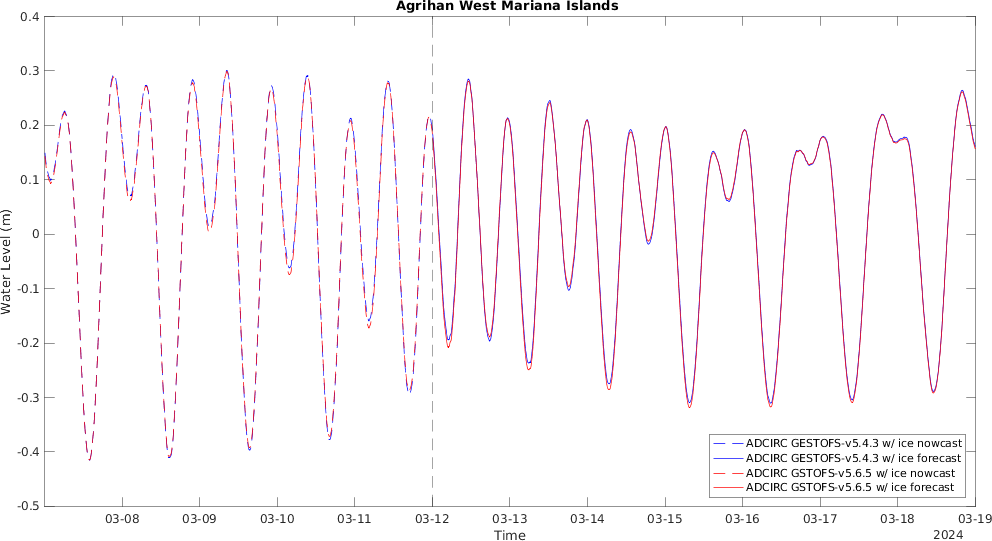 Agrihan West Mariana Islands
0.4
0.3
0.2
0.1
0
-0.1
-0.2
-0.3
-0.4
-0.5
Water Level (m)
ADCIRC GESTOFS-v5.4.3 w/ ice nowcast
ADCIRC GESTOFS-v5.4.3 w/ ice forecast
ADCIRC GSTOFS-v5.6.5 w/ ice nowcast
ADCIRC GSTOFS-v5.6.5 w/ ice forecast
03-08 03-09 03-10 03-11 03-12 03-13 03-14 03-15 03-16 03-17 03-18 03-19
Time
2024